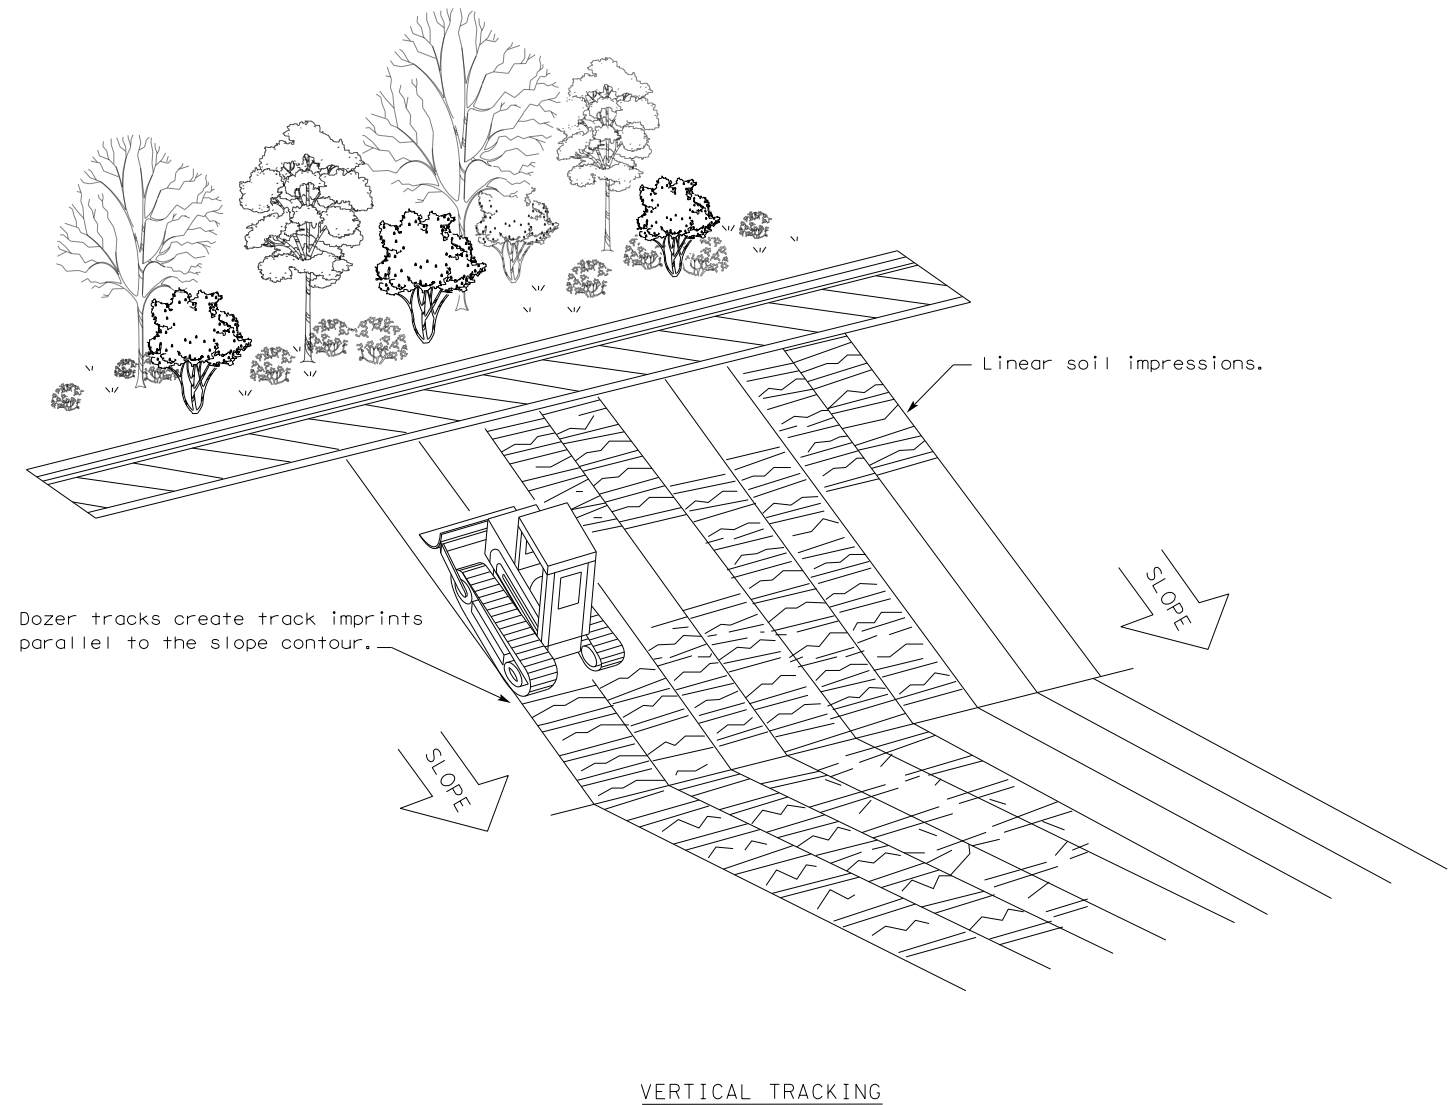 Linear soil impressions.
SLOPE
Dozer tracks create track imprints
parallel to the slope contour.
SLOPE
VERTICAL TRACKING